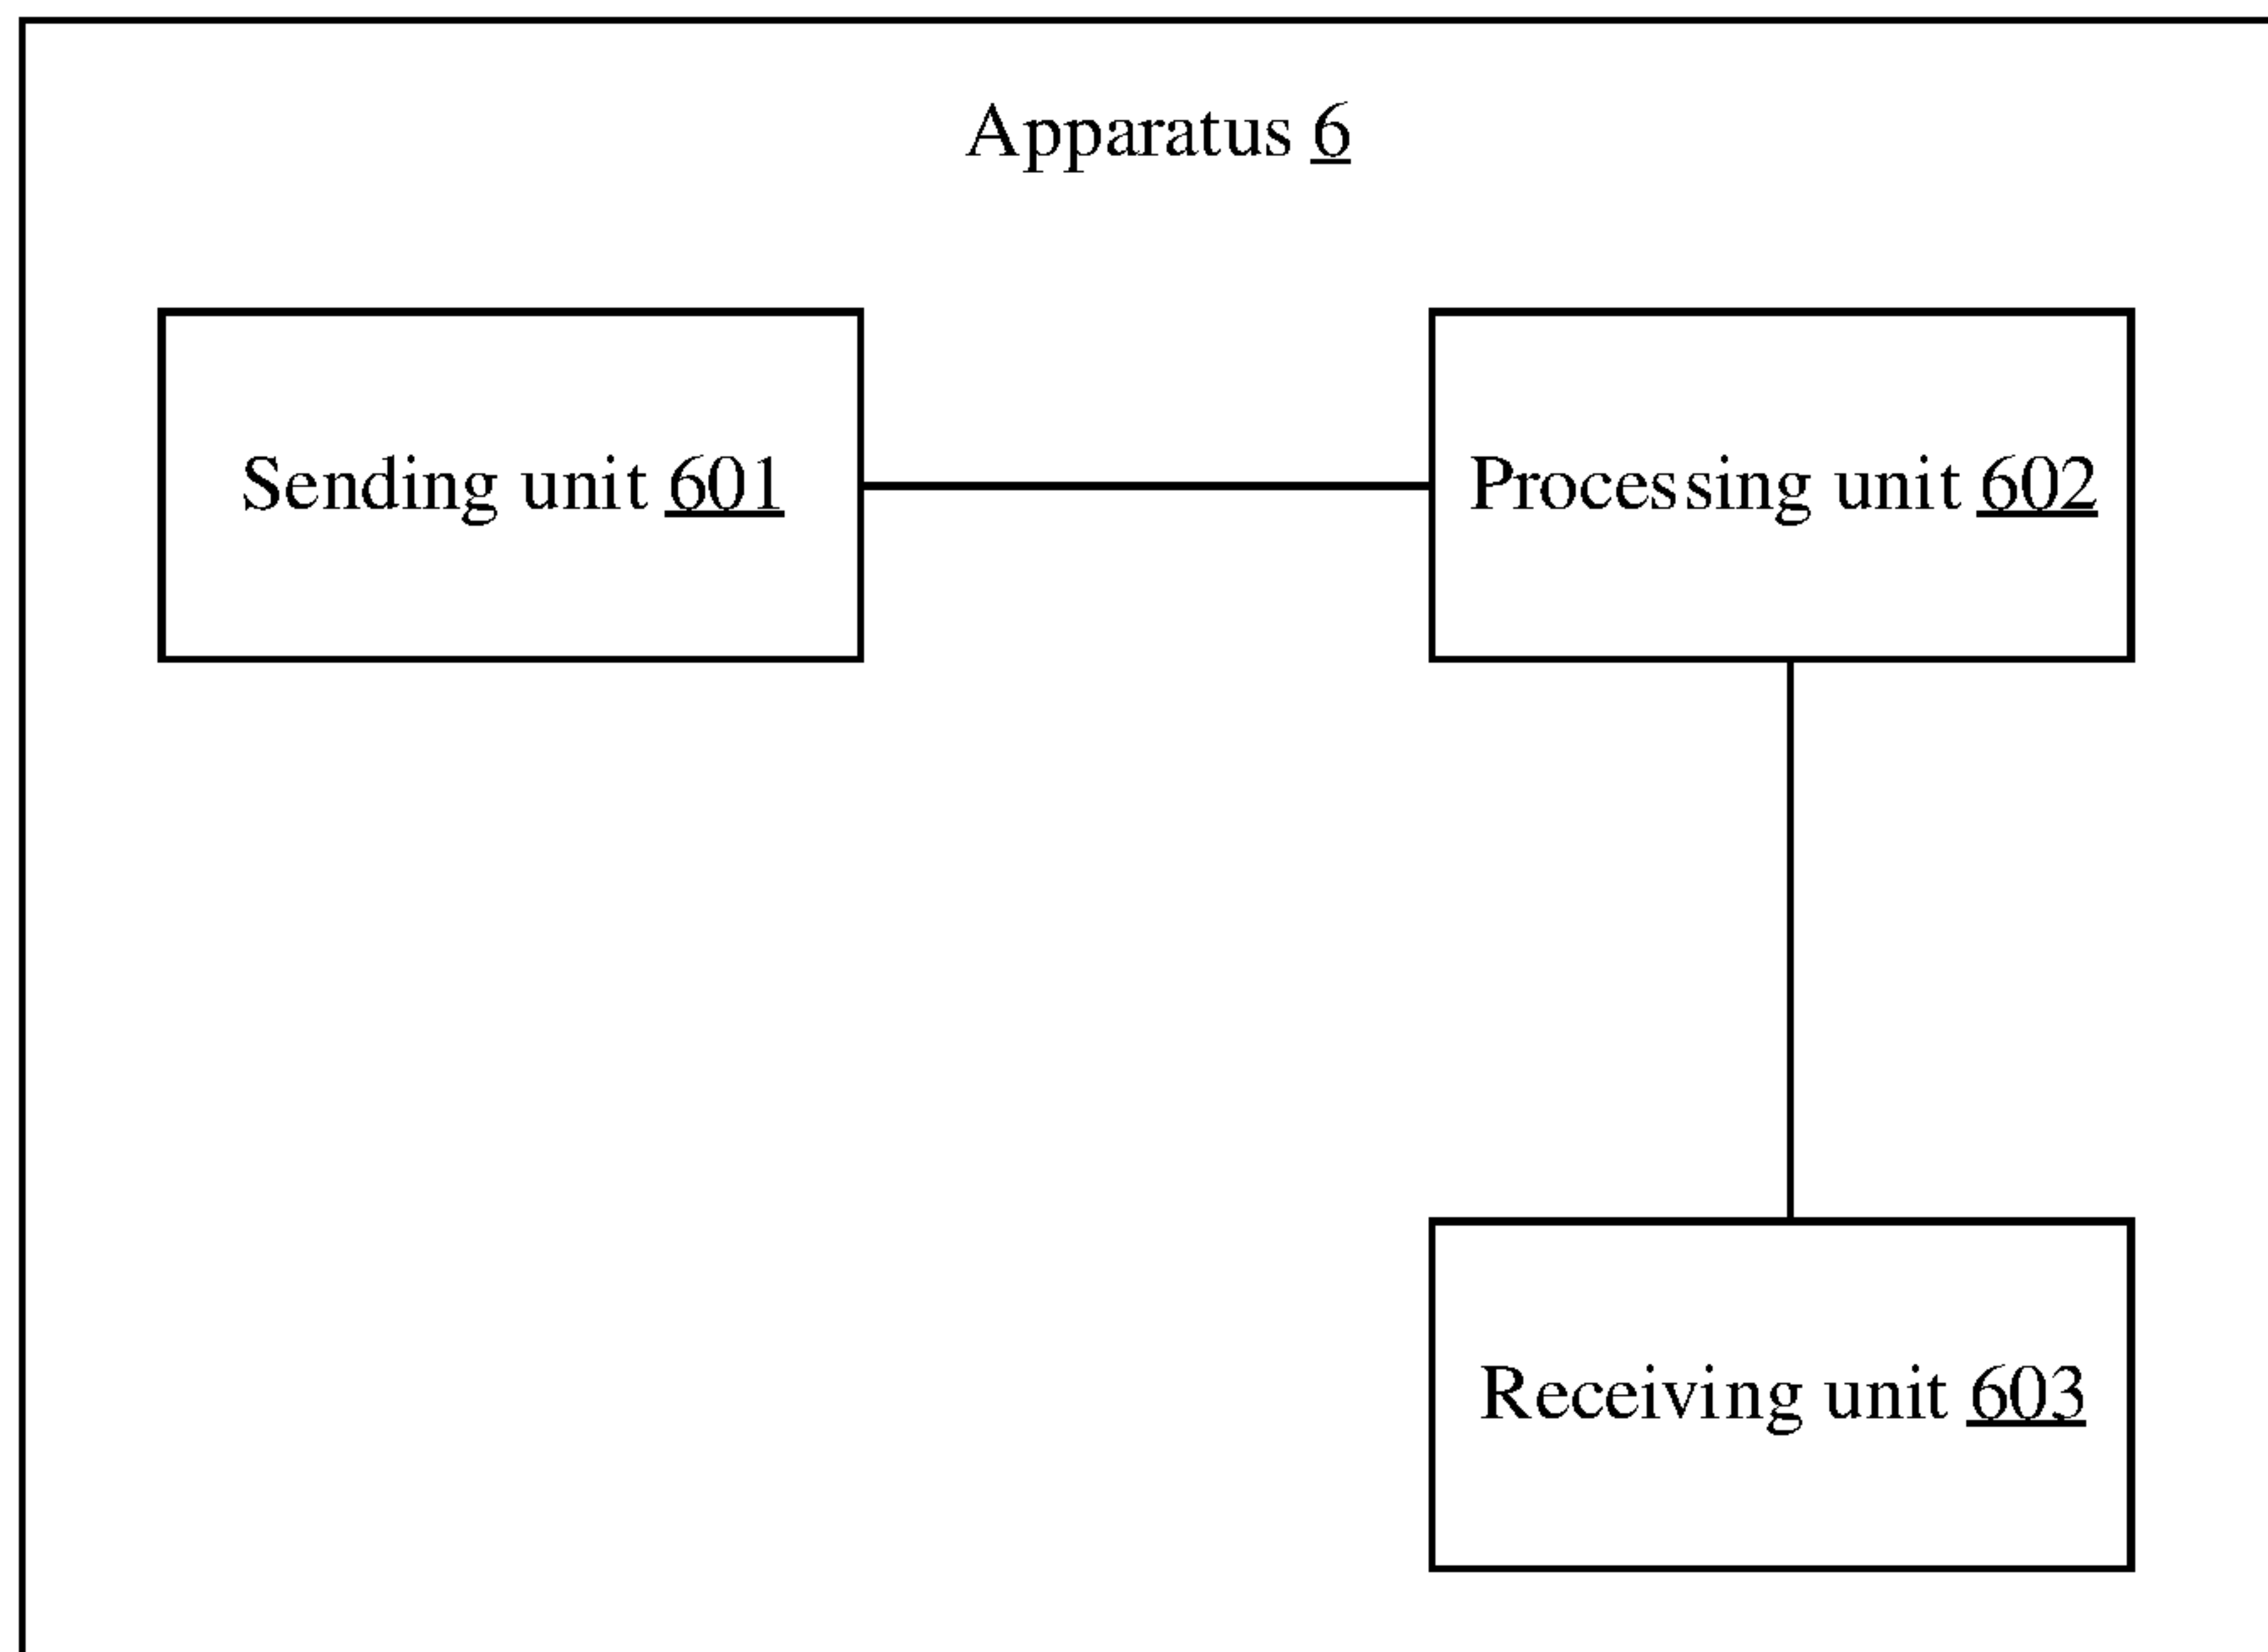 Apparatus 6
Sending unit 601
Processing unit 602
Receiving unit 603